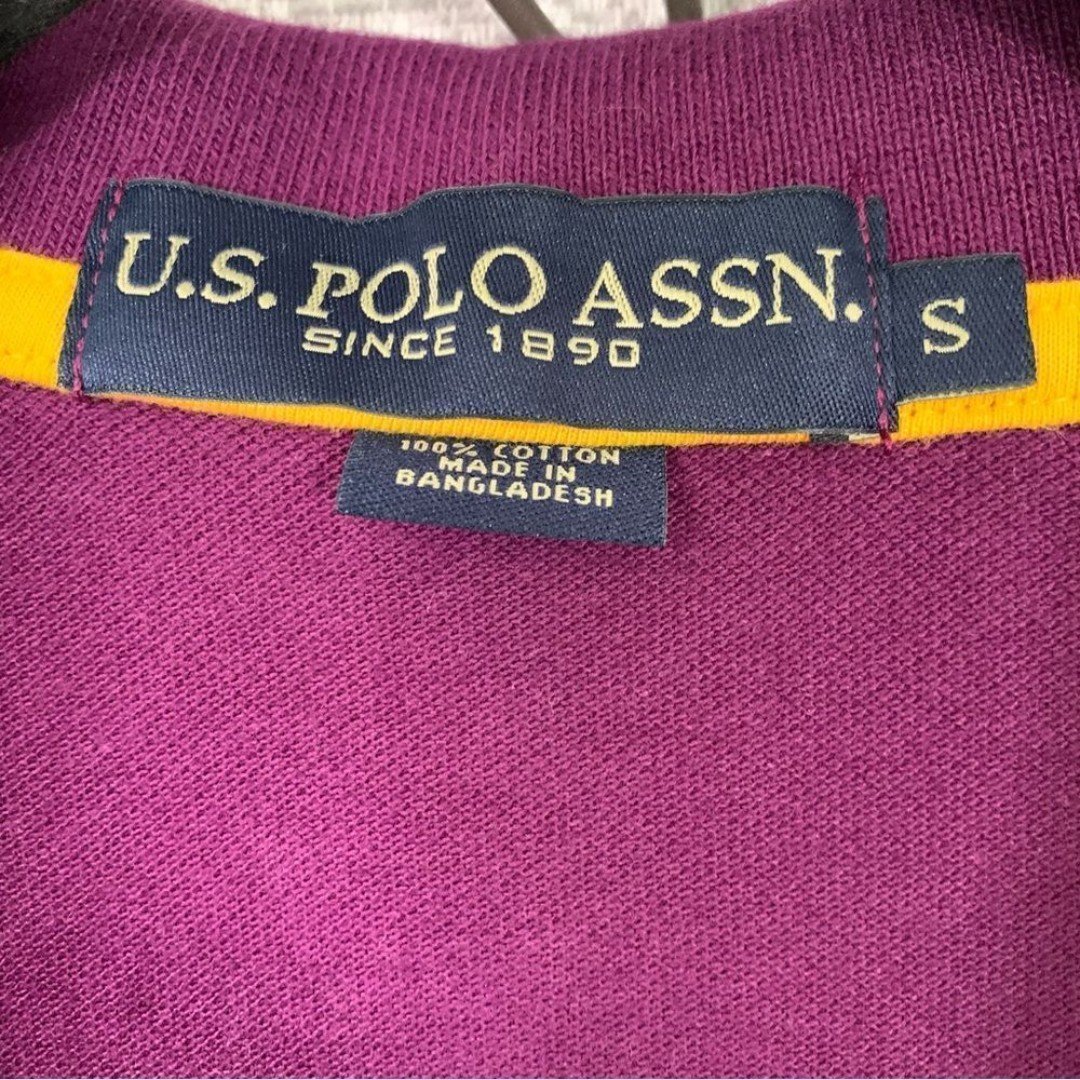 U.S. POLO ASSN.
SINCE 1890
S
100% COTTON
MADE IN
BANGLADESH